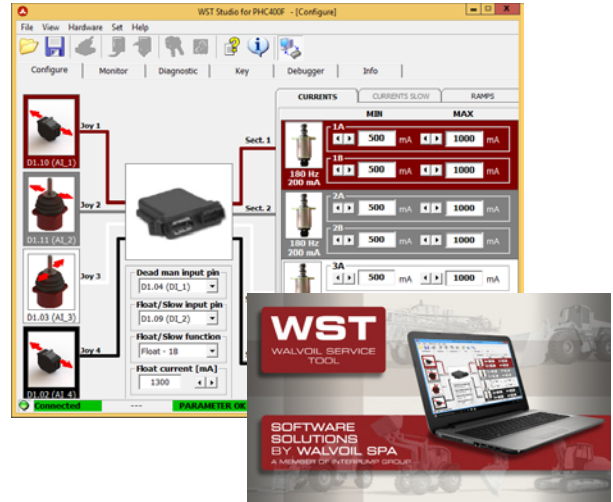 WST Studio for PHC400F - [Configure]
File View Hardware Set Help
Configure Monitor Diagnostic Key Debugger Info
CURRENTS CURRENTS SLOW RAMPS
MIN MAX
Joy 1
D1.10 (AI_1)
Sect. 1
1A
500 mA 1000 mA
1B
500 mA 1000 mA
180 Hz
200 mA
Joy 2
D1.11 (AI_2)
Sect. 2
2A
500 mA 1000 mA
2B
500 mA 1000 mA
180 Hz
200 mA
Joy 3
D1.03 (AI_3)
3A
500 mA 1000 mA
Dead man input pin
D1.04 (DI_1)
Float/Slow input pin
D1.09 (DI_2)
Float/Slow function
Float - 1B
Float current [mA]
1300
Joy 4
D1.02 (AI_4)
Connected --- PARAMETER OK
WST
WALVOIL SERVICE
TOOL
SOFTWARE
SOLUTIONS
BY WALVOIL SPA
A MEMBER OF INTERPUMP GROUP